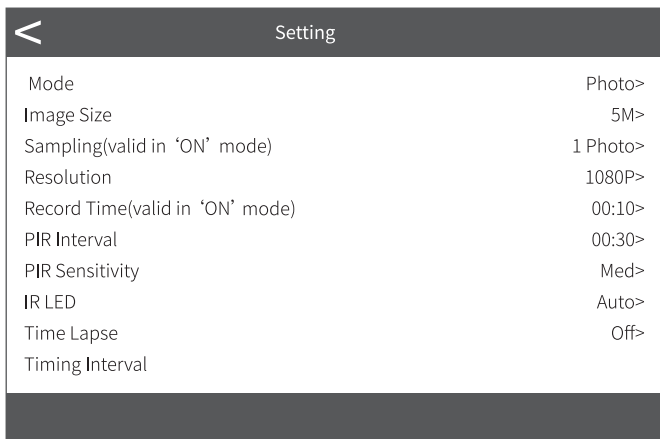 < Setting
Mode Photo>
Image Size 5M>
Sampling(valid in ‘ON’ mode) 1 Photo>
Resolution 1080P>
Record Time(valid in ‘ON’ mode) 00:10>
PIR Interval 00:30>
PIR Sensitivity Med>
IR LED Auto>
Time Lapse Off>
Timing Interval